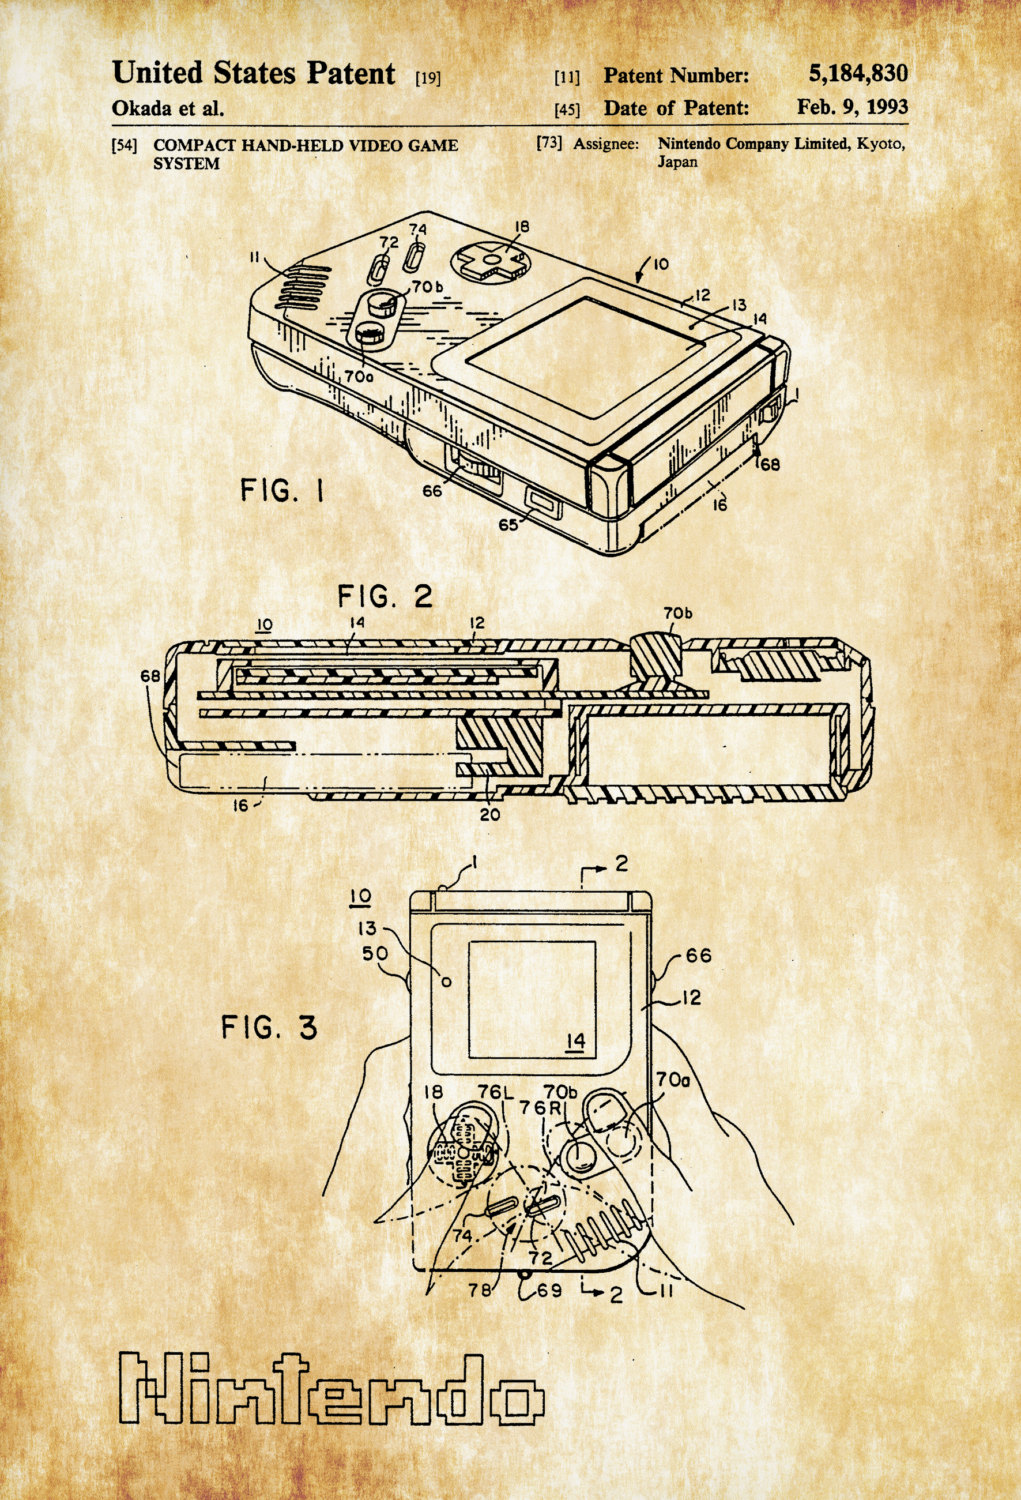 United States Patent [19]
Okada et al.
[11] Patent Number: 5,184,830
[45] Date of Patent: Feb. 9, 1993
[54] COMPACT HAND-HELD VIDEO GAME
SYSTEM
[73] Assignee: Nintendo Company Limited, Kyoto,
Japan
18
74
72
11
10
70b
12
13
14
70a
1
68
66
16
65
FIG. 1
FIG. 2
10
14
12
70b
68
16
20
1
2
10
13
50
66
12
FIG. 3
14
18
76L
70b
70a
76R
74
72
78
69
2
11
Nintendo